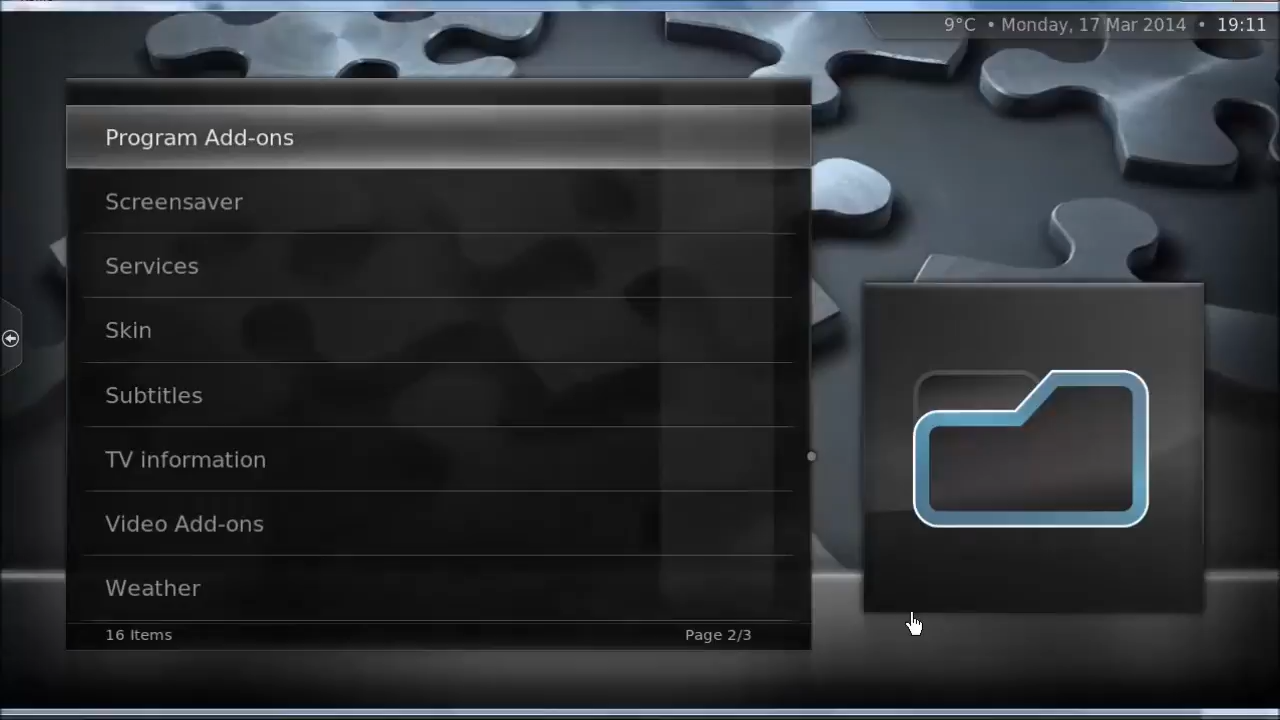 9°C • Monday, 17 Mar 2014 • 19:11
Program Add-ons
Screensaver
Services
Skin
Subtitles
TV information
Video Add-ons
Weather
16 Items
Page 2/3